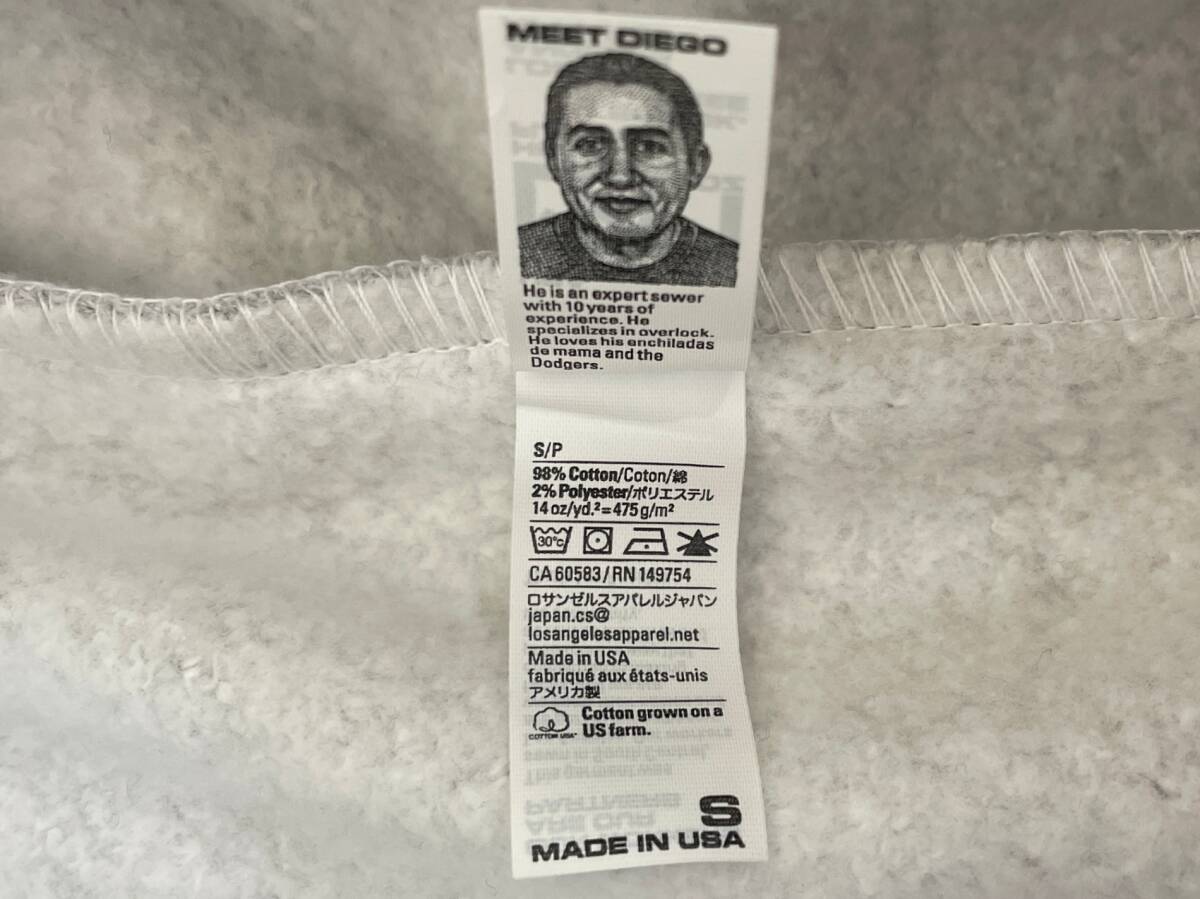 MEET DIEGO
He is an expert sewer
with 10 years of
experience. He
specializes in overlock.
He loves his enchiladas
de mama and the
Dodgers.
S/P
98% Cotton/Coton/綿
2% Polyester/ポリエステル
14 oz/yd.²=475 g/m²
30°C
CA 60583/RN 149754
ロサンゼルスアパレルジャパン
japan.cs@
losangelesapparel.net
Made in USA
fabriqué aux états-unis
アメリカ製
COTTON USA
Cotton grown on a
US farm.
S
MADE IN USA